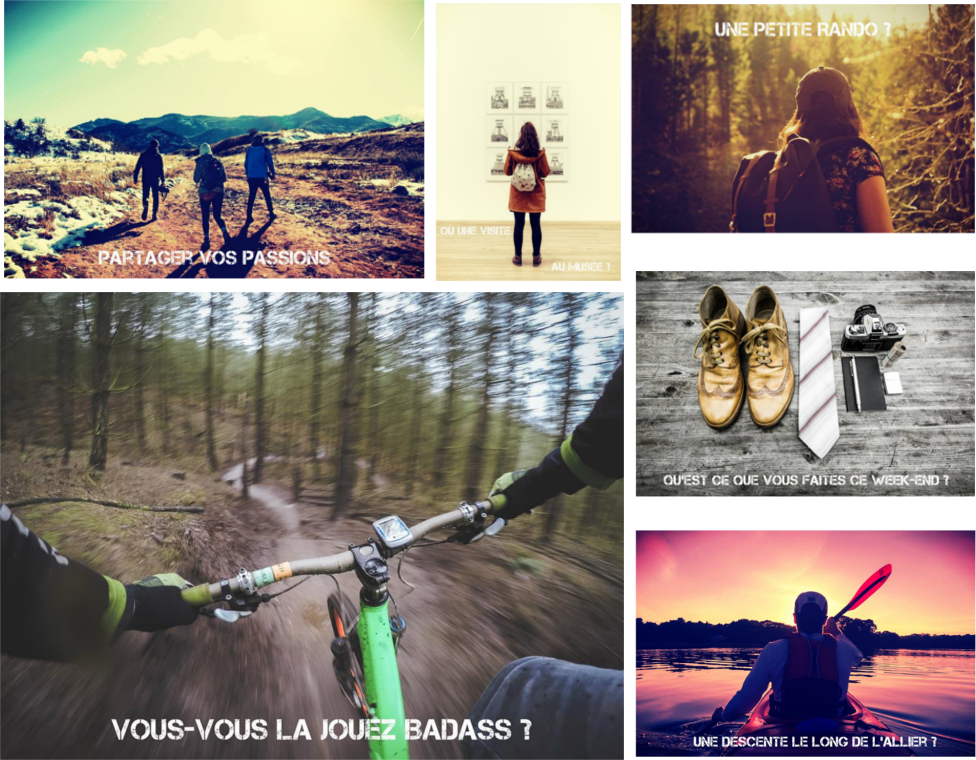 PARTAGER VOS PASSIONS
OU UNE VISITE
AU MUSÉE ?
UNE PETITE RANDO ?
QU'EST CE QUE VOUS FAITES CE WEEK-END ?
VOUS-VOUS LA JOUEZ BADASS ?
UNE DESCENTE LE LONG DE L'ALLIER ?